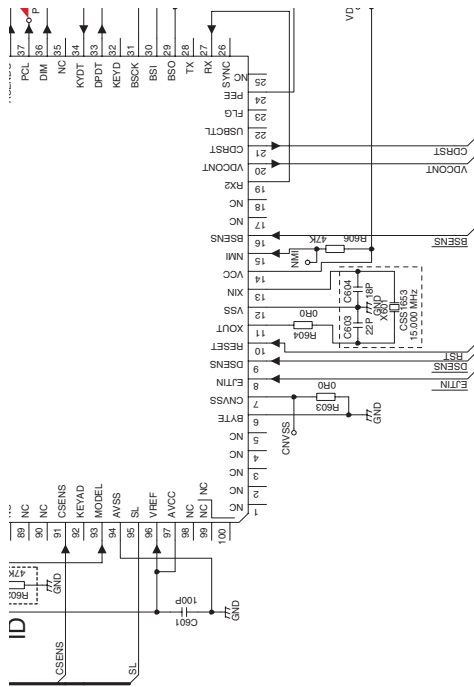 P
VD
37
36
35
34
33
32
31
30
29
28
27
26
PCL
DIM
NC
KYDT
DPDT
KEYD
BSCK
BSI
BSO
TX
RX
SYNC
NC
25
PEE
24
FLG
23
USBCTL
22
CDRST
21
VDCONT
20
RX2
19
NC
18
NC
17
BSENS
16
NMI
15
VCC
14
XIN
13
VSS
12
XOUT
11
RESET
10
DSENS
9
EJTIN
8
CNVSS
7
BYTE
6
NC
5
NC
4
NC
3
NC
2
NC
1
CDRST
VDCONT
BSENS
47K
R606
NMI
C604
18P
GND
C603
22P
X601
CSS1653
15.000 MHz
0R0
R604
RST
DSENS
EJTIN
0R0
R603
GND
CNVSS
NC
NC
NC
CSENS
KEYAD
MODEL
AVSS
SL
VREF
AVCC
NC
NC
NC
89
90
91
92
93
94
95
96
97
98
99
100
47K
GND
ID
C601
100P
GND
CSENS
SL